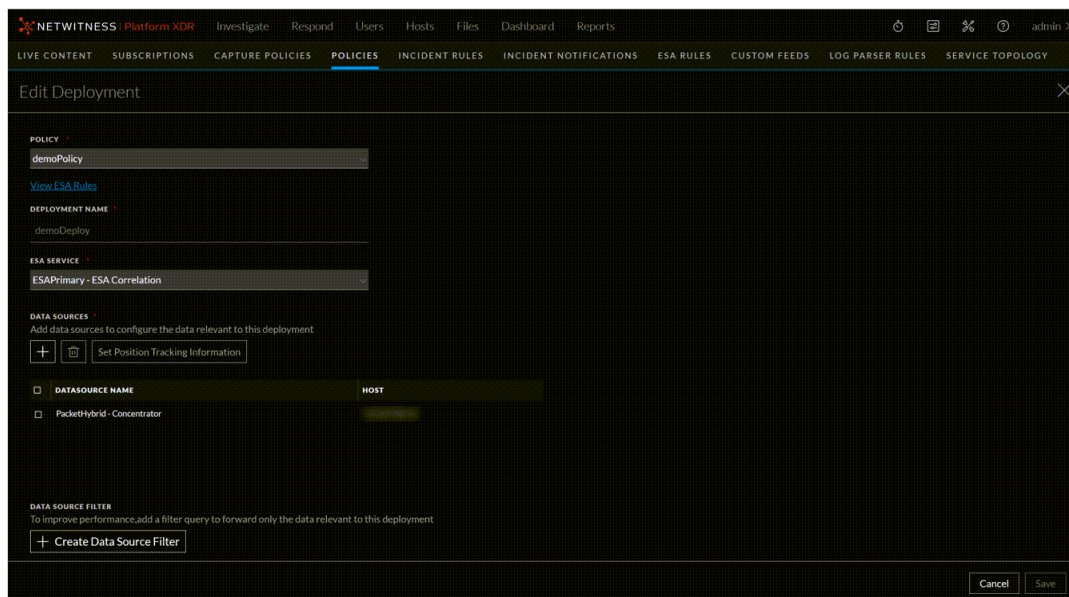 NETWITNESS | Platform XDR Investigate Respond Users Hosts Files Dashboard Reports admin
LIVE CONTENT SUBSCRIPTIONS CAPTURE POLICIES POLICIES INCIDENT RULES INCIDENT NOTIFICATIONS ESA RULES CUSTOM FEEDS LOG PARSER RULES SERVICE TOPOLOGY
Edit Deployment
POLICY *
demoPolicy
View ESA Rules
DEPLOYMENT NAME *
demoDeploy
ESA SERVICE *
ESAPrimary - ESA Correlation
DATA SOURCES *
Add data sources to configure the data relevant to this deployment
Set Position Tracking Information
DATASOURCE NAME HOST
PacketHybrid - Concentrator
DATA SOURCE FILTER
To improve performance,add a filter query to forward only the data relevant to this deployment
+ Create Data Source Filter
Cancel Save